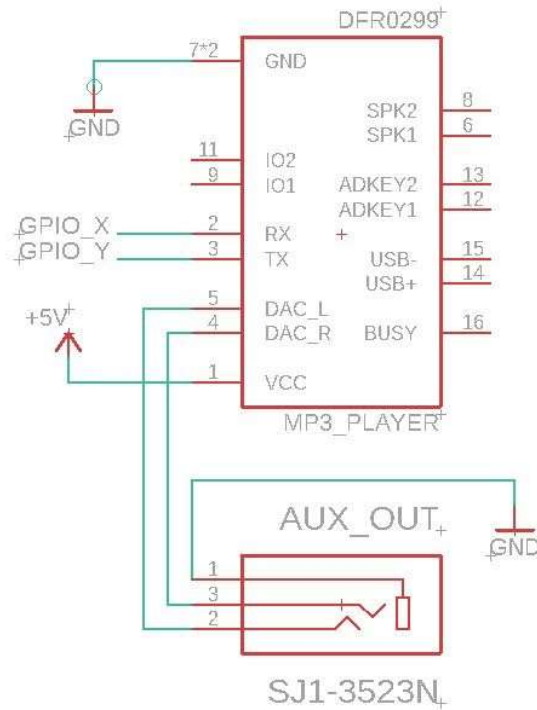 DFR0299
7*2 GND
GND
SPK2 8
SPK1 6
11 IO2
9 IO1
ADKEY2 13
ADKEY1 12
GPIO_X 2 RX
GPIO_Y 3 TX
USB- 15
USB+ 14
5 DAC_L
+5V 4 DAC_R
BUSY 16
1 VCC
MP3_PLAYER
AUX_OUT
GND
1
3
2
SJ1-3523N